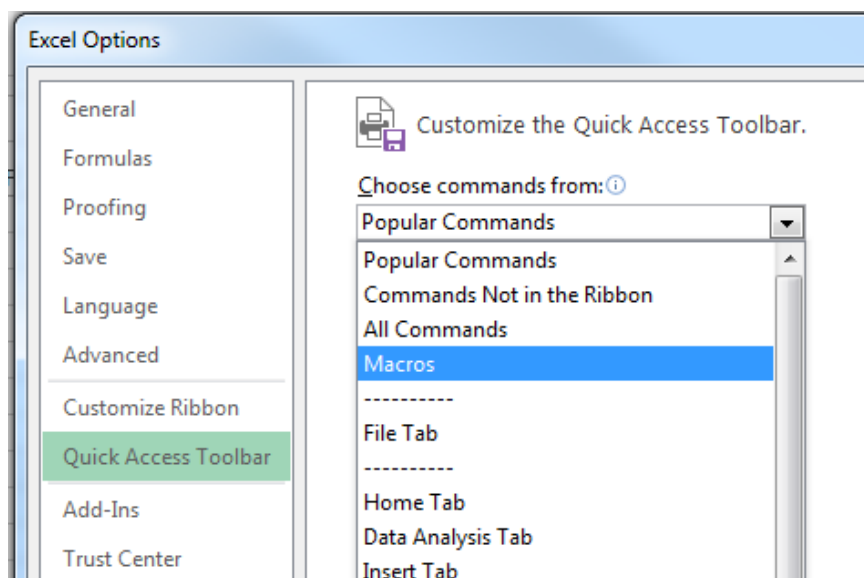 Excel Options
General
Formulas
Proofing
Save
Language
Advanced
Customize Ribbon
Quick Access Toolbar
Add-Ins
Trust Center
Customize the Quick Access Toolbar.
Choose commands from:
Popular Commands
Popular Commands
Commands Not in the Ribbon
All Commands
Macros
----------
File Tab
----------
Home Tab
Data Analysis Tab
Insert Tab